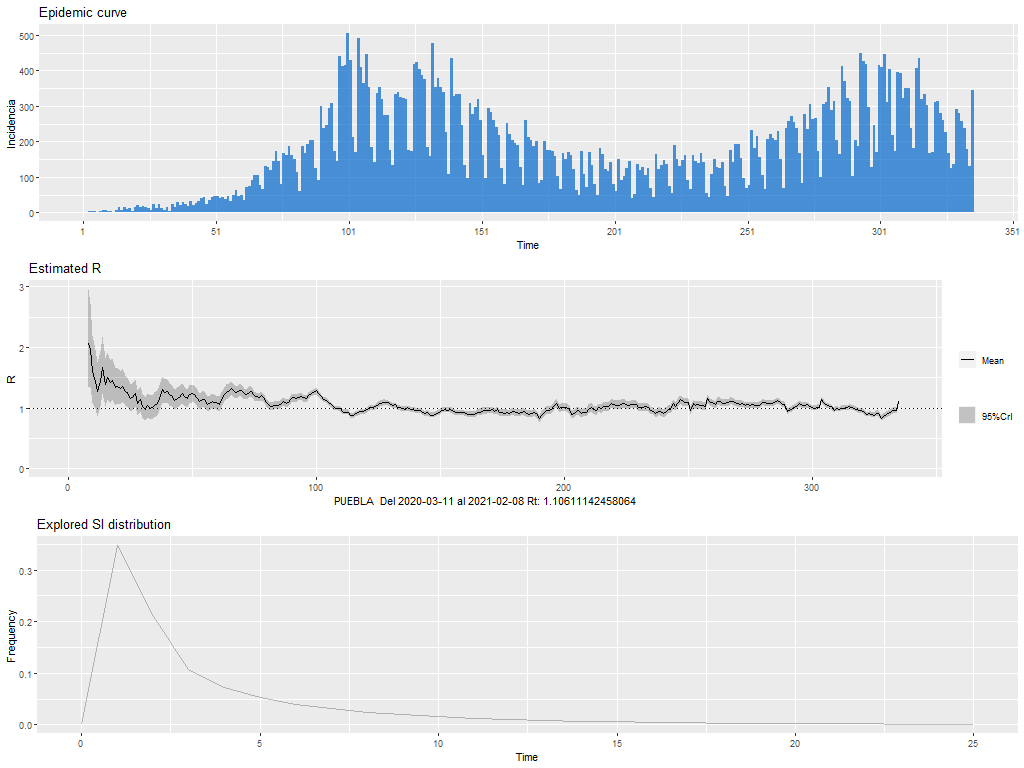 Epidemic curve
Incidencia
500
400
300
200
100
0
1 51 101 151 201 251 301 351
Time
Estimated R
R
3
2
1
0
0 100 200 300
PUEBLA Del 2020-03-11 al 2021-02-08 Rt: 1.10611142458064
Mean
95%CrI
Explored SI distribution
Frequency
0.3
0.2
0.1
0.0
0 5 10 15 20 25
Time